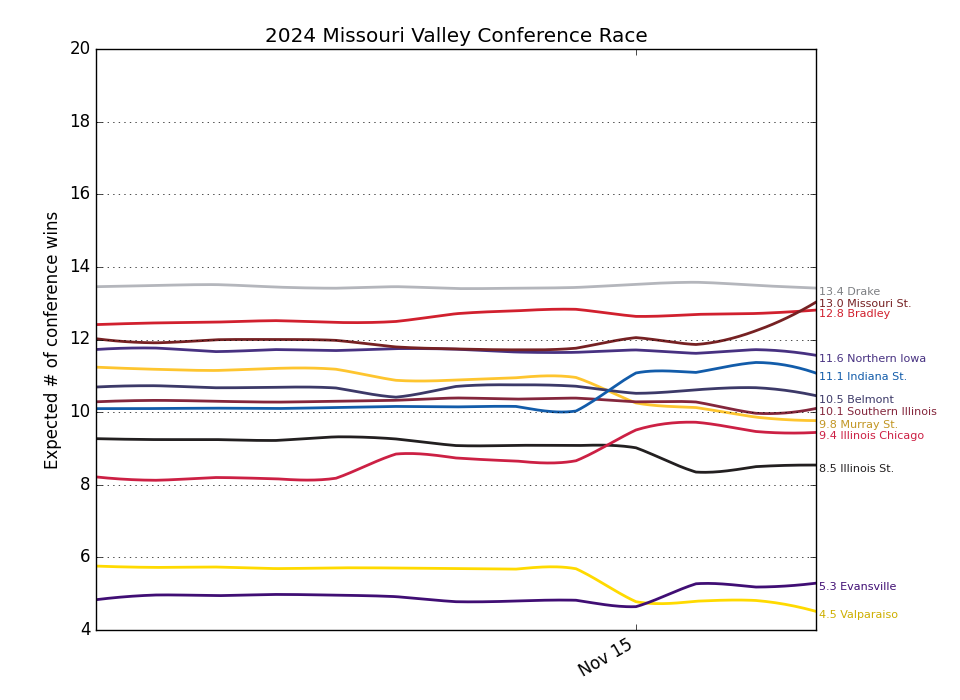 2024 Missouri Valley Conference Race
Expected # of conference wins
20
18
16
14
12
10
8
6
4
Nov 15
13.4 Drake
13.0 Missouri St.
12.8 Bradley
11.6 Northern Iowa
11.1 Indiana St.
10.5 Belmont
10.1 Southern Illinois
9.8 Murray St.
9.4 Illinois Chicago
8.5 Illinois St.
5.3 Evansville
4.5 Valparaiso